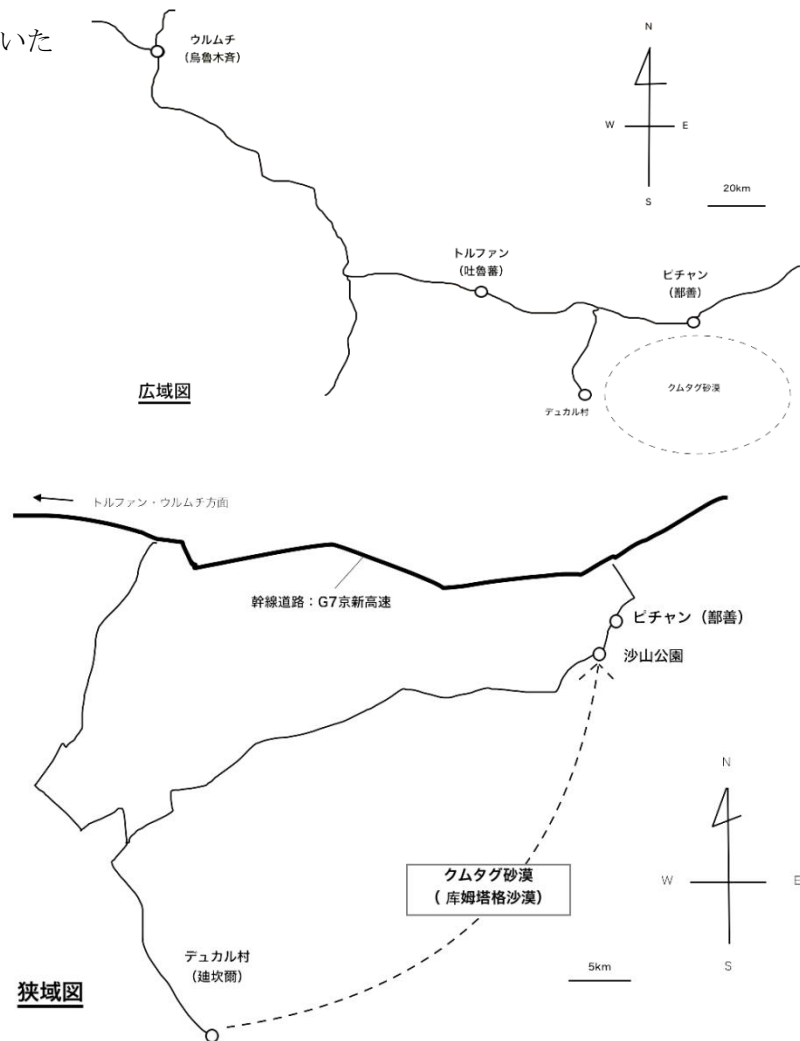 いた
ウルムチ
（烏魯木斉）
N
W
E
S
20km
トルファン
（吐魯蕃）
ピチャン
（鄯善）
クムタグ砂漠
デュカル村
広域図
トルファン・ウルムチ方面
幹線道路：G7京新高速
ピチャン（鄯善）
沙山公園
N
W
E
S
5km
クムタグ砂漠
（ 库姆塔格沙漠）
デュカル村
（廸坎爾）
狭域図